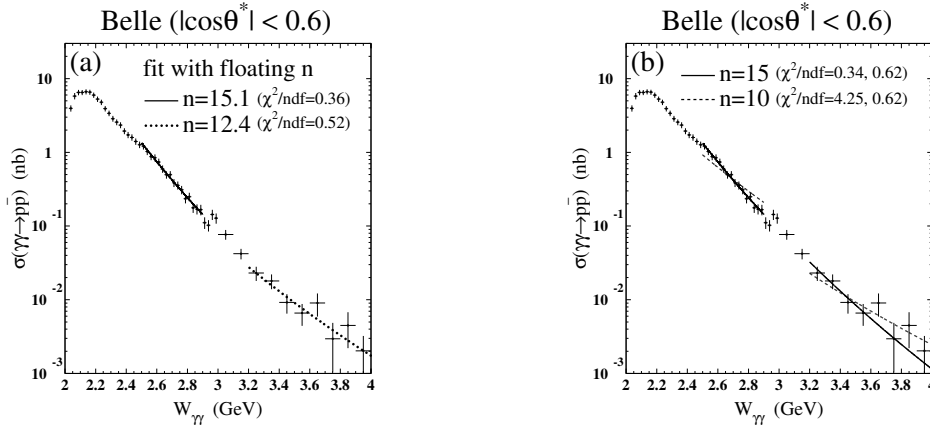 Belle (|cosθ*| < 0.6)
(a)
fit with floating n
n=15.1 (χ²/ndf=0.36)
n=12.4 (χ²/ndf=0.52)
σ(γγ→pp̄) (nb)
10
1
10⁻¹
10⁻²
10⁻³
2 2.2 2.4 2.6 2.8 3 3.2 3.4 3.6 3.8 4
Wγγ (GeV)
Belle (|cosθ*| < 0.6)
(b)
n=15 (χ²/ndf=0.34, 0.62)
n=10 (χ²/ndf=4.25, 0.62)
σ(γγ→pp̄) (nb)
10
1
10⁻¹
10⁻²
10⁻³
2 2.2 2.4 2.6 2.8 3 3.2 3.4 3.6 3.8 4
Wγγ (GeV)